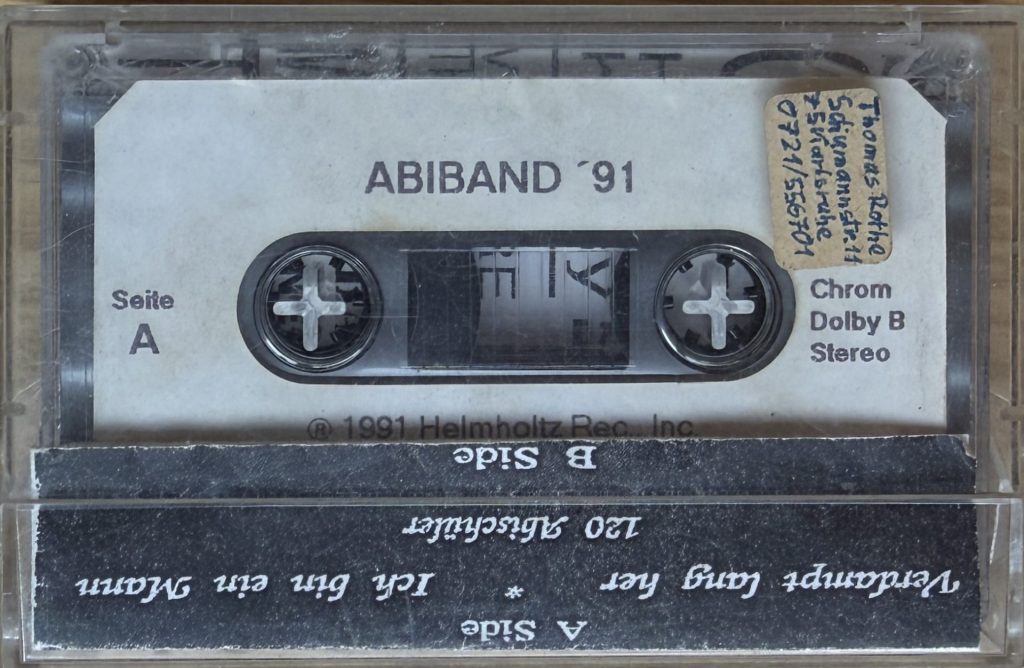 ABIBAND ´91
Thomas Rothe
Schumannstr. 11
75 Karlsruhe
0721/556701
Seite
A
Chrom
Dolby B
Stereo
℗ 1991 Helmholtz Rec., Inc
A Side
Verdampt lang her * Ich bin ein Mann
120 Abischüler
B Side